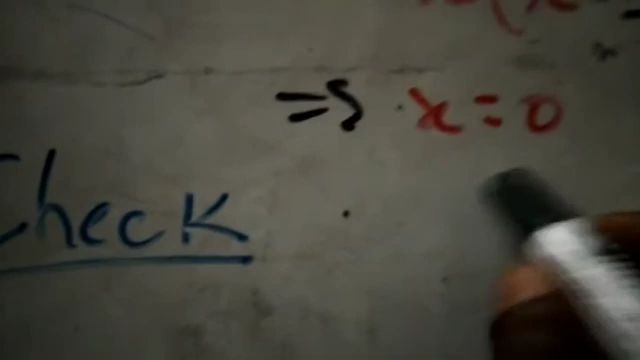 ⇒ x = 0
Check